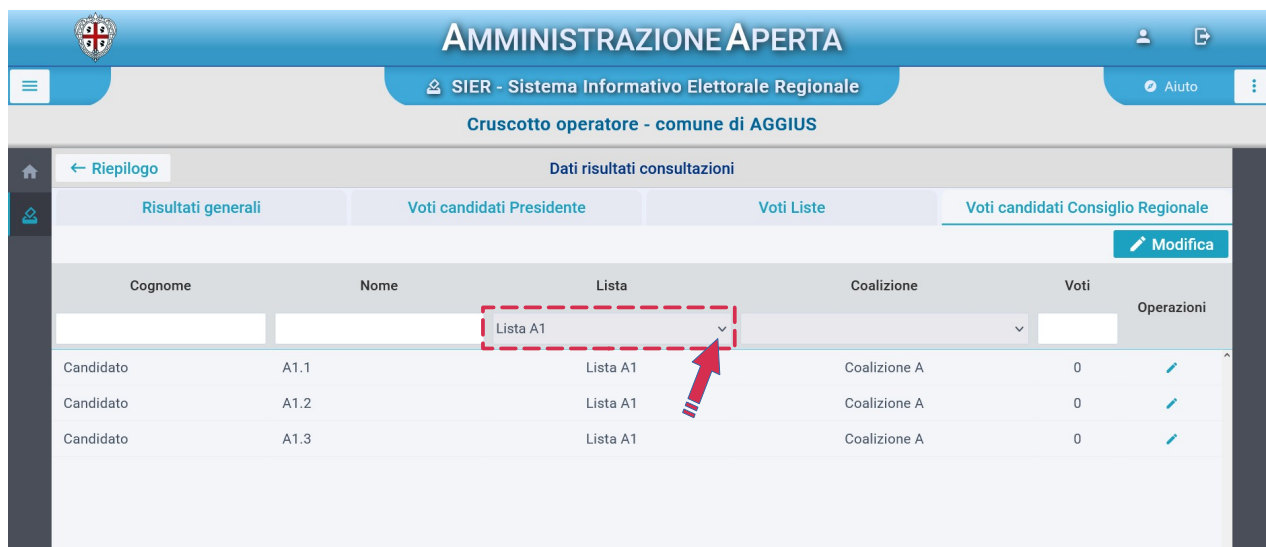 AMMINISTRAZIONE APERTA
SIER - Sistema Informativo Elettorale Regionale
Aiuto
Cruscotto operatore - comune di AGGIUS
← Riepilogo
Dati risultati consultazioni
Risultati generali
Voti candidati Presidente
Voti Liste
Voti candidati Consiglio Regionale
Modifica
Cognome Nome Lista Coalizione Voti Operazioni
Lista A1
Candidato A1.1 Lista A1 Coalizione A 0
Candidato A1.2 Lista A1 Coalizione A 0
Candidato A1.3 Lista A1 Coalizione A 0